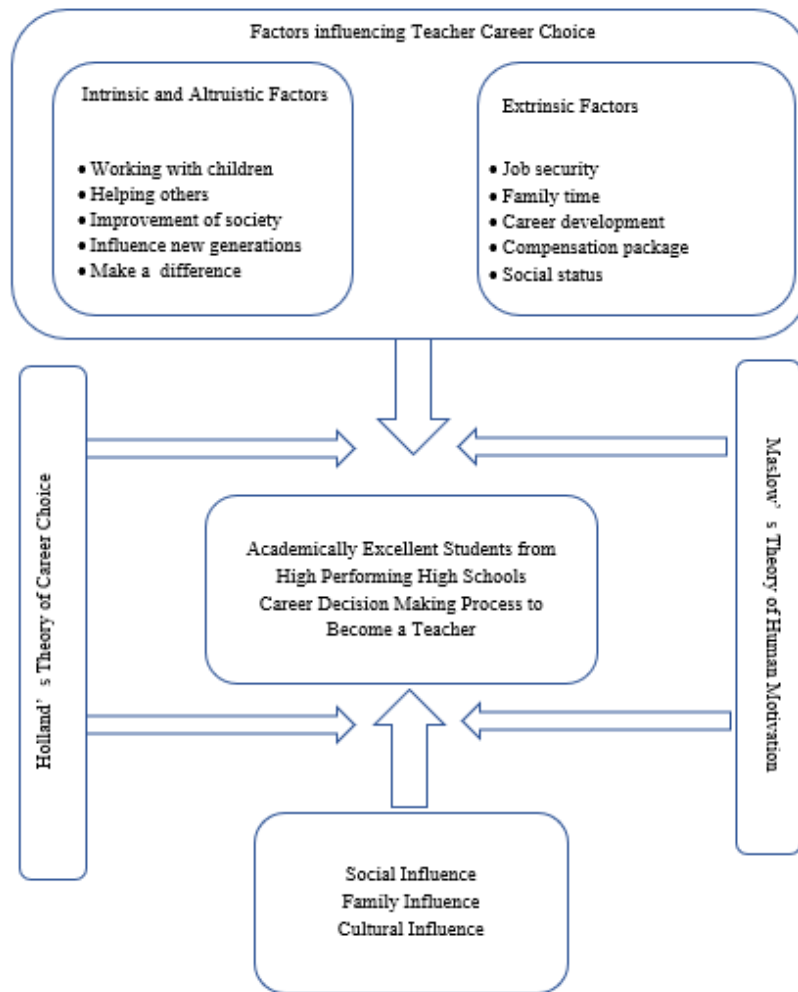 Factors influencing Teacher Career Choice
Intrinsic and Altruistic Factors
• Working with children
• Helping others
• Improvement of society
• Influence new generations
• Make a difference
Extrinsic Factors
• Job security
• Family time
• Career development
• Compensation package
• Social status
Holland’ s Theory of Career Choice
Maslow’ s Theory of Human Motivation
Academically Excellent Students from
High Performing High Schools
Career Decision Making Process to
Become a Teacher
Social Influence
Family Influence
Cultural Influence